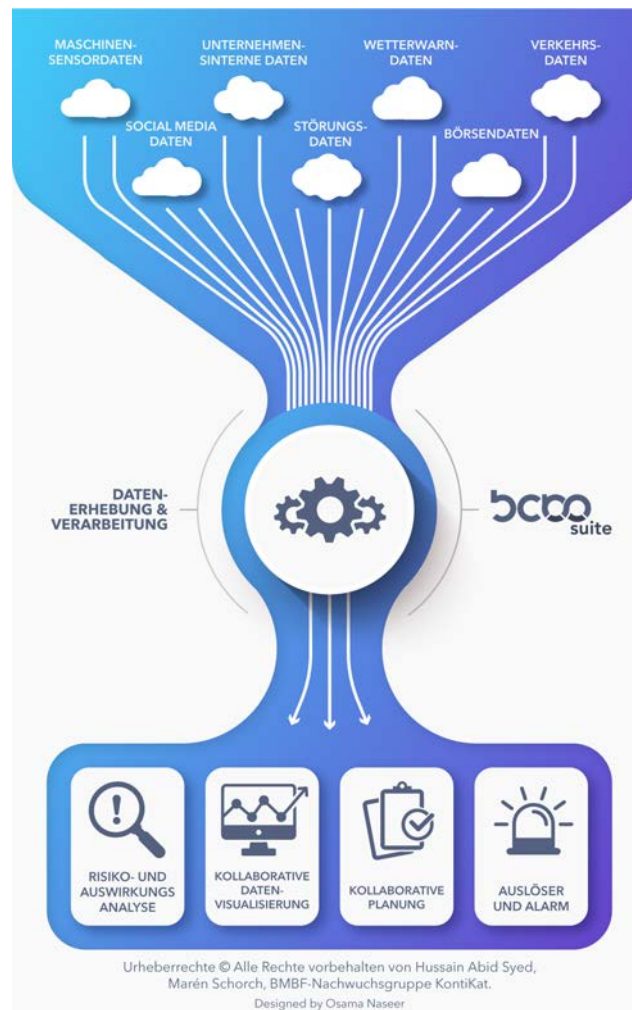 MASCHINEN-
SENSORDATEN
UNTERNEHMEN-
SINTERNE DATEN
WETTERWARN-
DATEN
VERKEHRS-
DATEN
SOCIAL MEDIA
DATEN
STÖRUNGS-
DATEN
BÖRSENDATEN
DATEN-
ERHEBUNG &
VERARBEITUNG
suite
RISIKO- UND
AUSWIRKUNGS
ANALYSE
KOLLABORATIVE
DATEN-
VISUALISIERUNG
KOLLABORATIVE
PLANUNG
AUSLÖSER
UND ALARM
Urheberrechte © Alle Rechte vorbehalten von Hussain Abid Syed,
Marén Schorch, BMBF-Nachwuchsgruppe KontiKat.
Designed by Osama Naseer